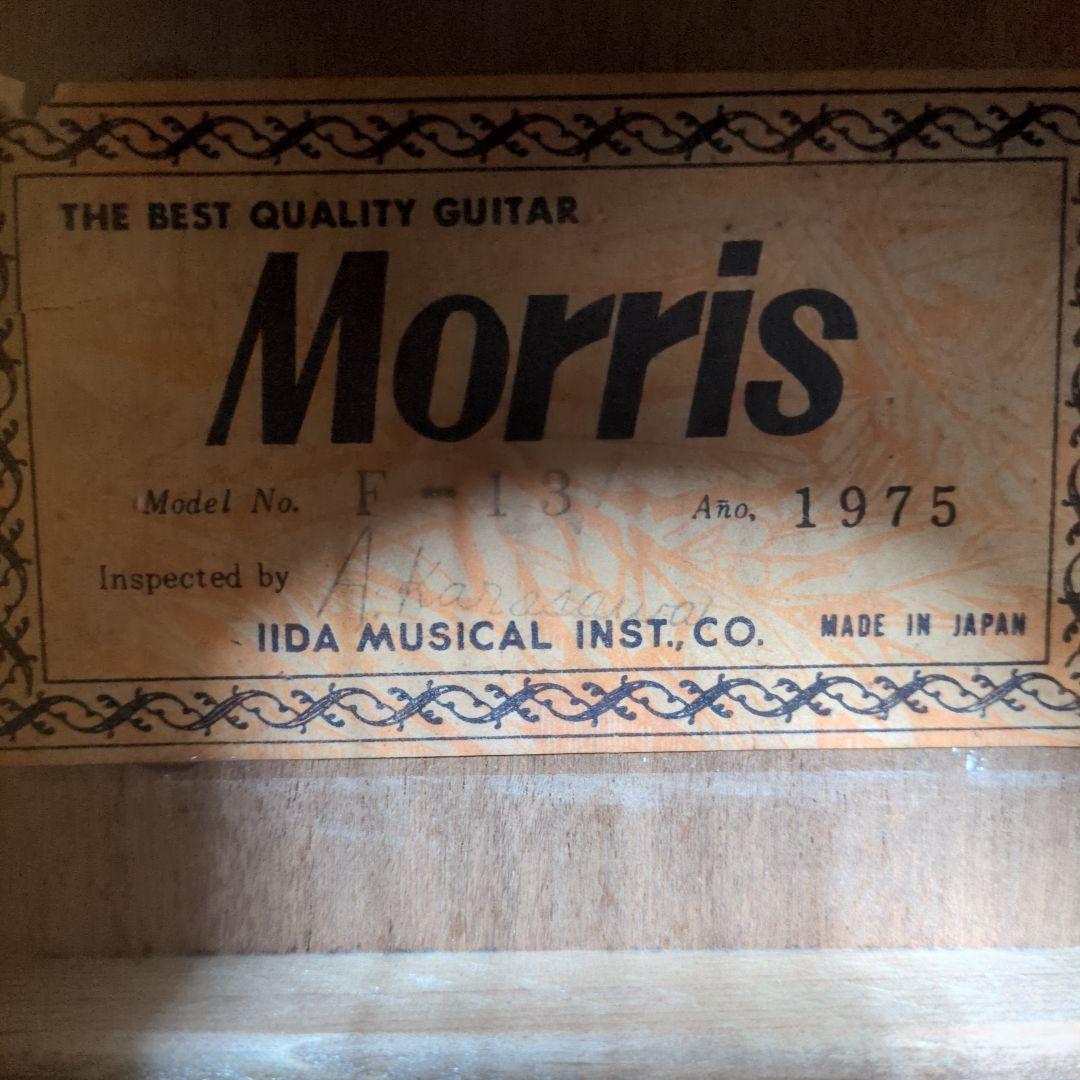 THE BEST QUALITY GUITAR
Morris
Model No. F-13 Año, 1975
Inspected by A. Karasawa
IIDA MUSICAL INST., CO. MADE IN JAPAN